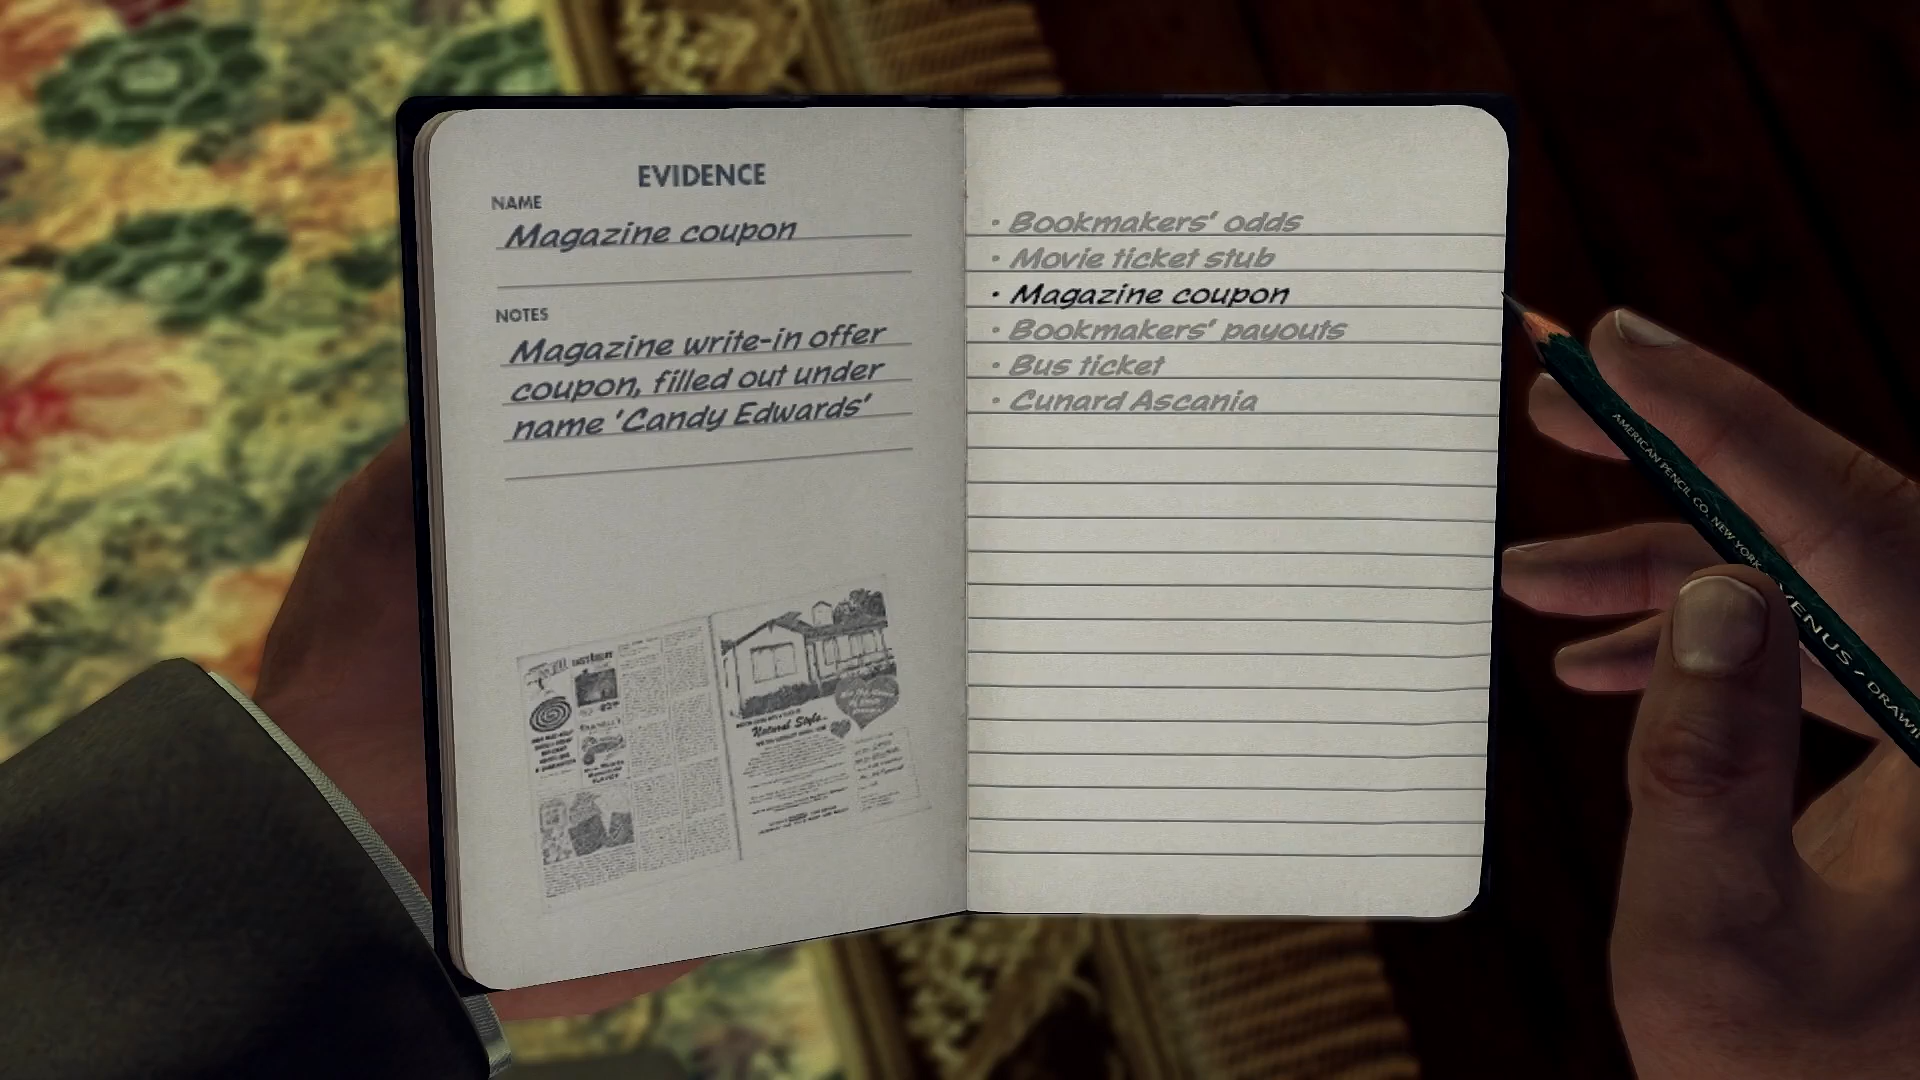 EVIDENCE
NAME
Magazine coupon
NOTES
Magazine write-in offer
coupon, filled out under
name 'Candy Edwards'
Natural Style..
• Bookmakers' odds
• Movie ticket stub
• Magazine coupon
• Bookmakers' payouts
• Bus ticket
• Cunard Ascania
AMERICAN PENCIL CO. NEW YORK
VENUS / DRAWI